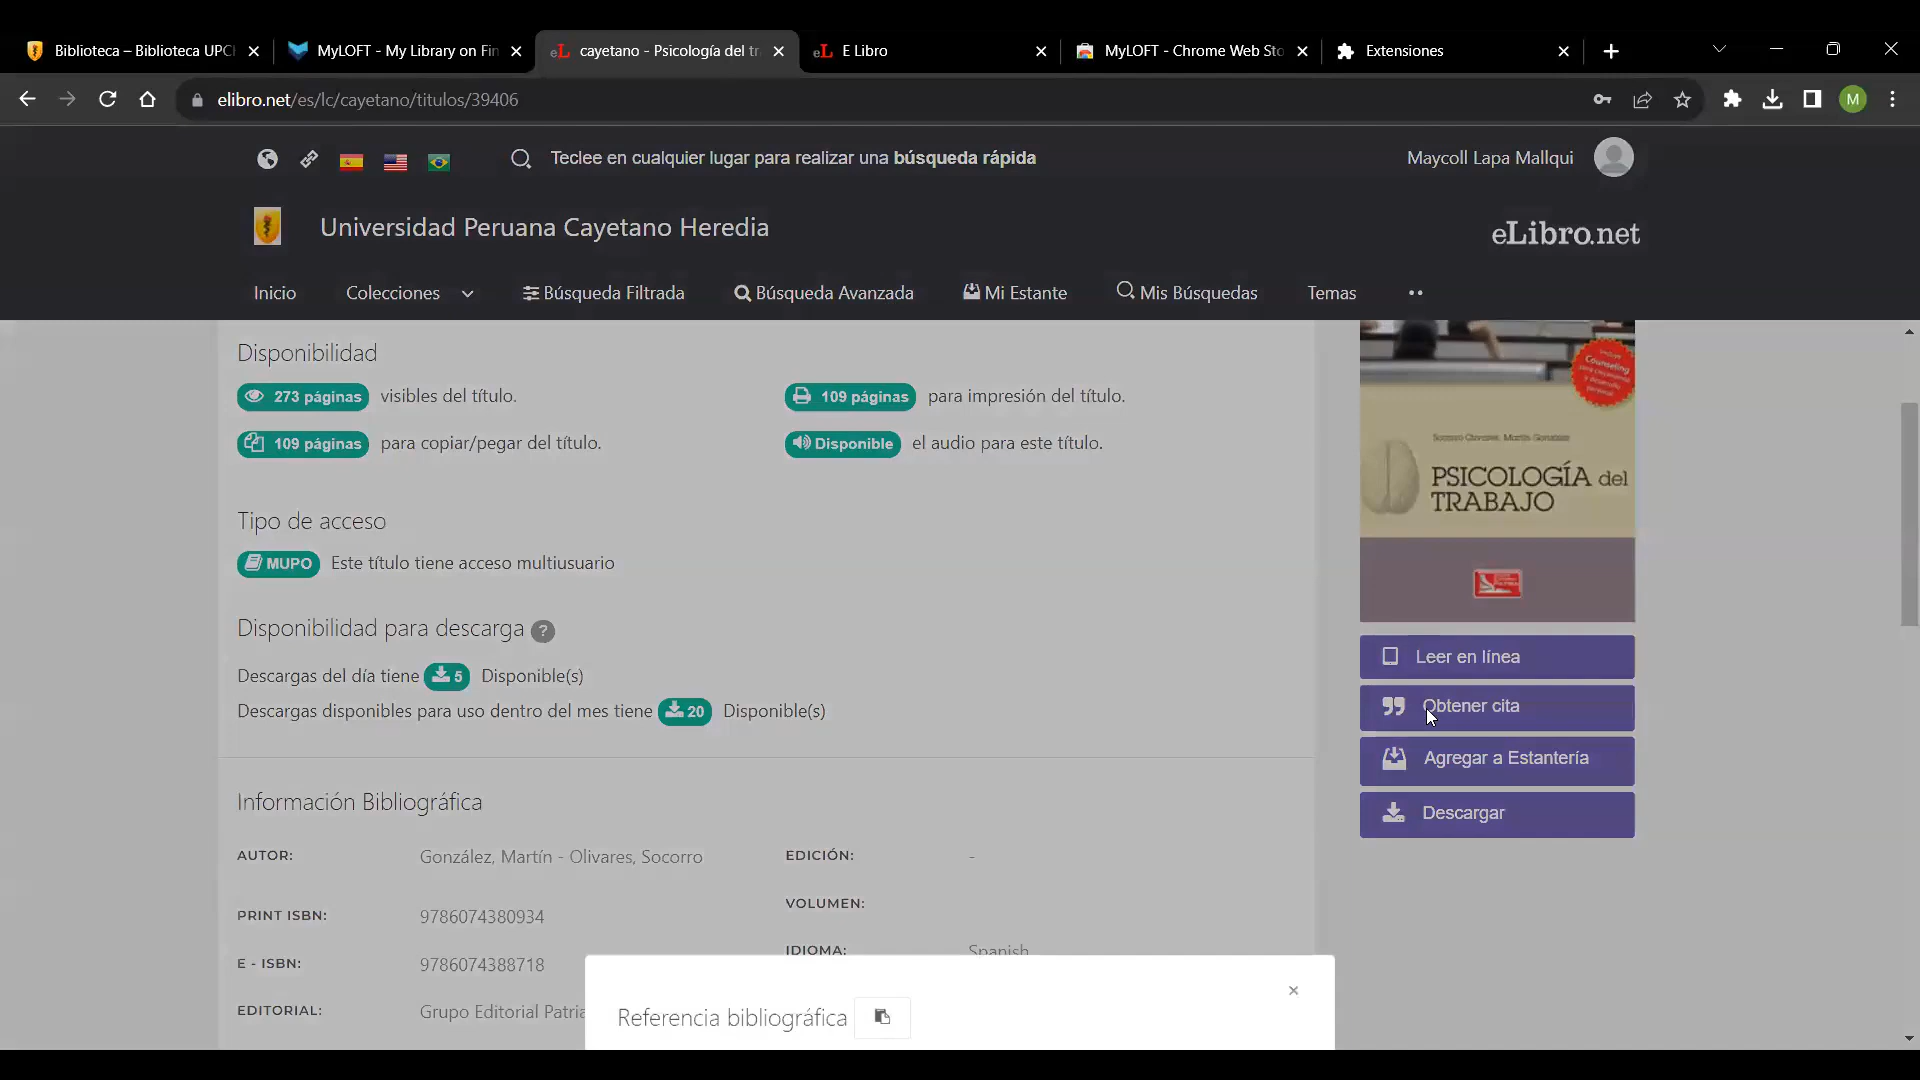 Biblioteca – Biblioteca UPC
MyLOFT - My Library on Fin
cayetano - Psicología del tr
E Libro
MyLOFT - Chrome Web Sto
Extensiones
elibro.net/es/lc/cayetano/titulos/39406
M
Teclee en cualquier lugar para realizar una búsqueda rápida
Maycoll Lapa Mallqui
Universidad Peruana Cayetano Heredia
eLibro.net
Inicio
Colecciones
Búsqueda Filtrada
Búsqueda Avanzada
Mi Estante
Mis Búsquedas
Temas
Disponibilidad
273 páginas visibles del título.
109 páginas para impresión del título.
109 páginas para copiar/pegar del título.
Disponible el audio para este título.
Tipo de acceso
MUPO Este título tiene acceso multiusuario
Disponibilidad para descarga ?
Descargas del día tiene 5 Disponible(s)
Descargas disponibles para uso dentro del mes tiene 20 Disponible(s)
Counseling
PSICOLOGÍA del
TRABAJO
Leer en línea
Obtener cita
Agregar a Estantería
Descargar
Información Bibliográfica
AUTOR: González, Martín - Olivares, Socorro
EDICIÓN: -
PRINT ISBN: 9786074380934
VOLUMEN:
IDIOMA: Spanish
E - ISBN: 9786074388718
EDITORIAL: Grupo Editorial Patria
Referencia bibliográfica